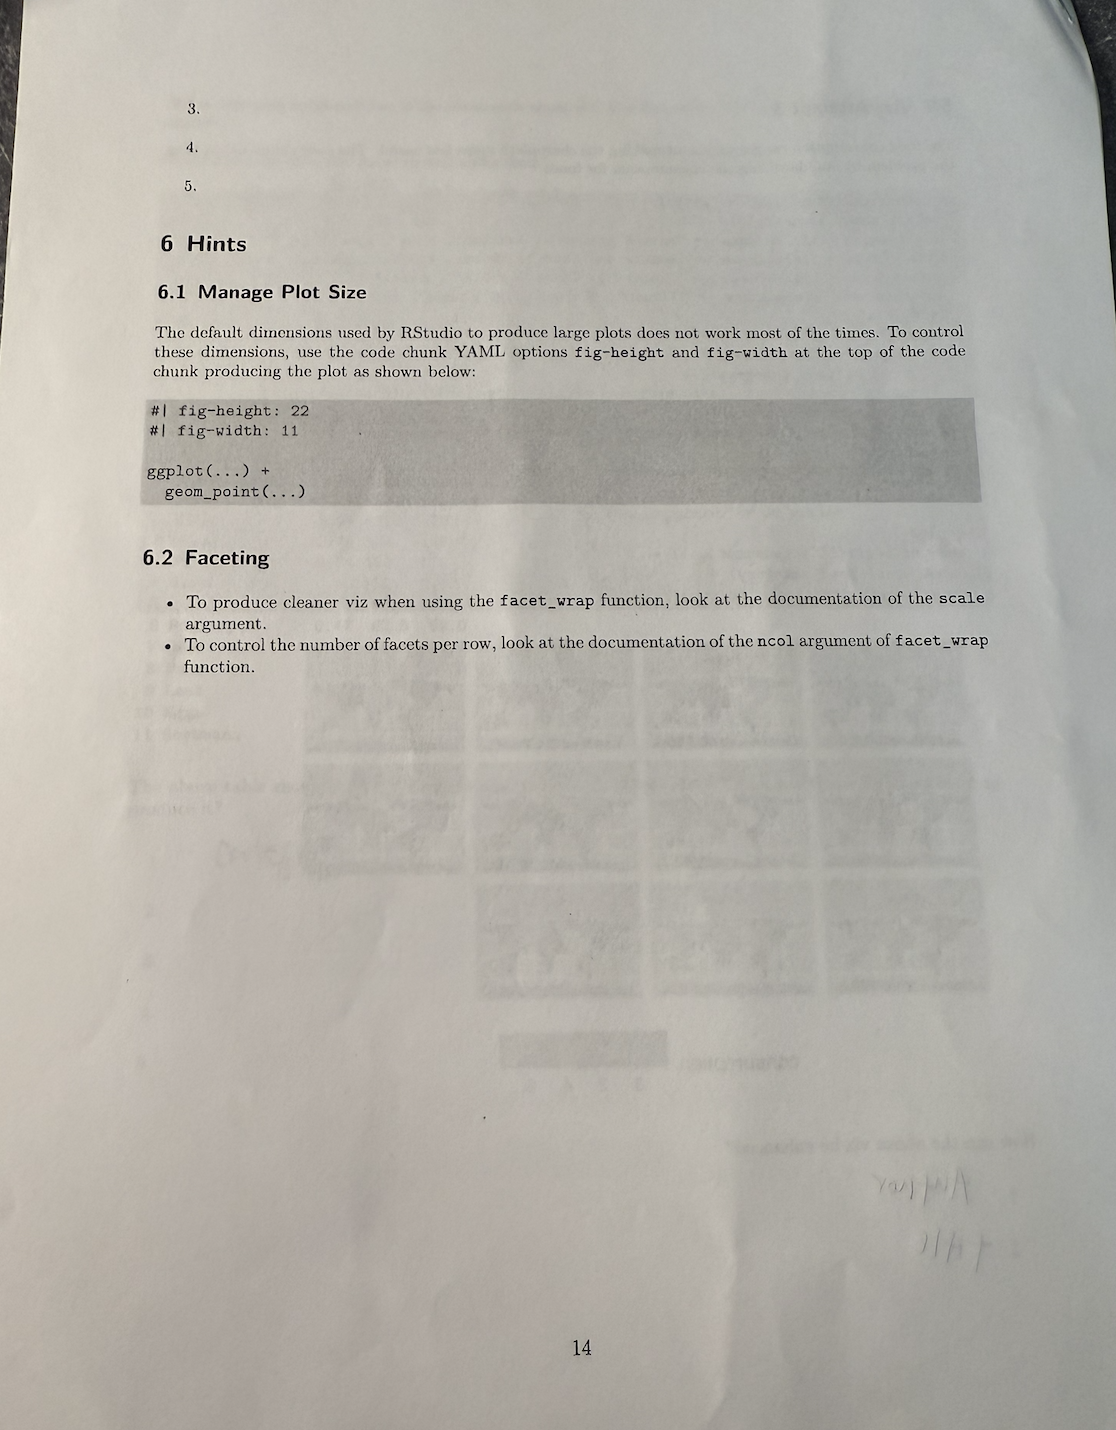 3.
4.
5.
6 Hints
6.1 Manage Plot Size
The default dimensions used by RStudio to produce large plots does not work most of the times. To control
these dimensions, use the code chunk YAML options fig-height and fig-width at the top of the code
chunk producing the plot as shown below:
#| fig-height: 22
#| fig-width: 11
ggplot(...) +
  geom_point(...)
6.2 Faceting
• To produce cleaner viz when using the facet_wrap function, look at the documentation of the scale
argument.
• To control the number of facets per row, look at the documentation of the ncol argument of facet_wrap
function.
14